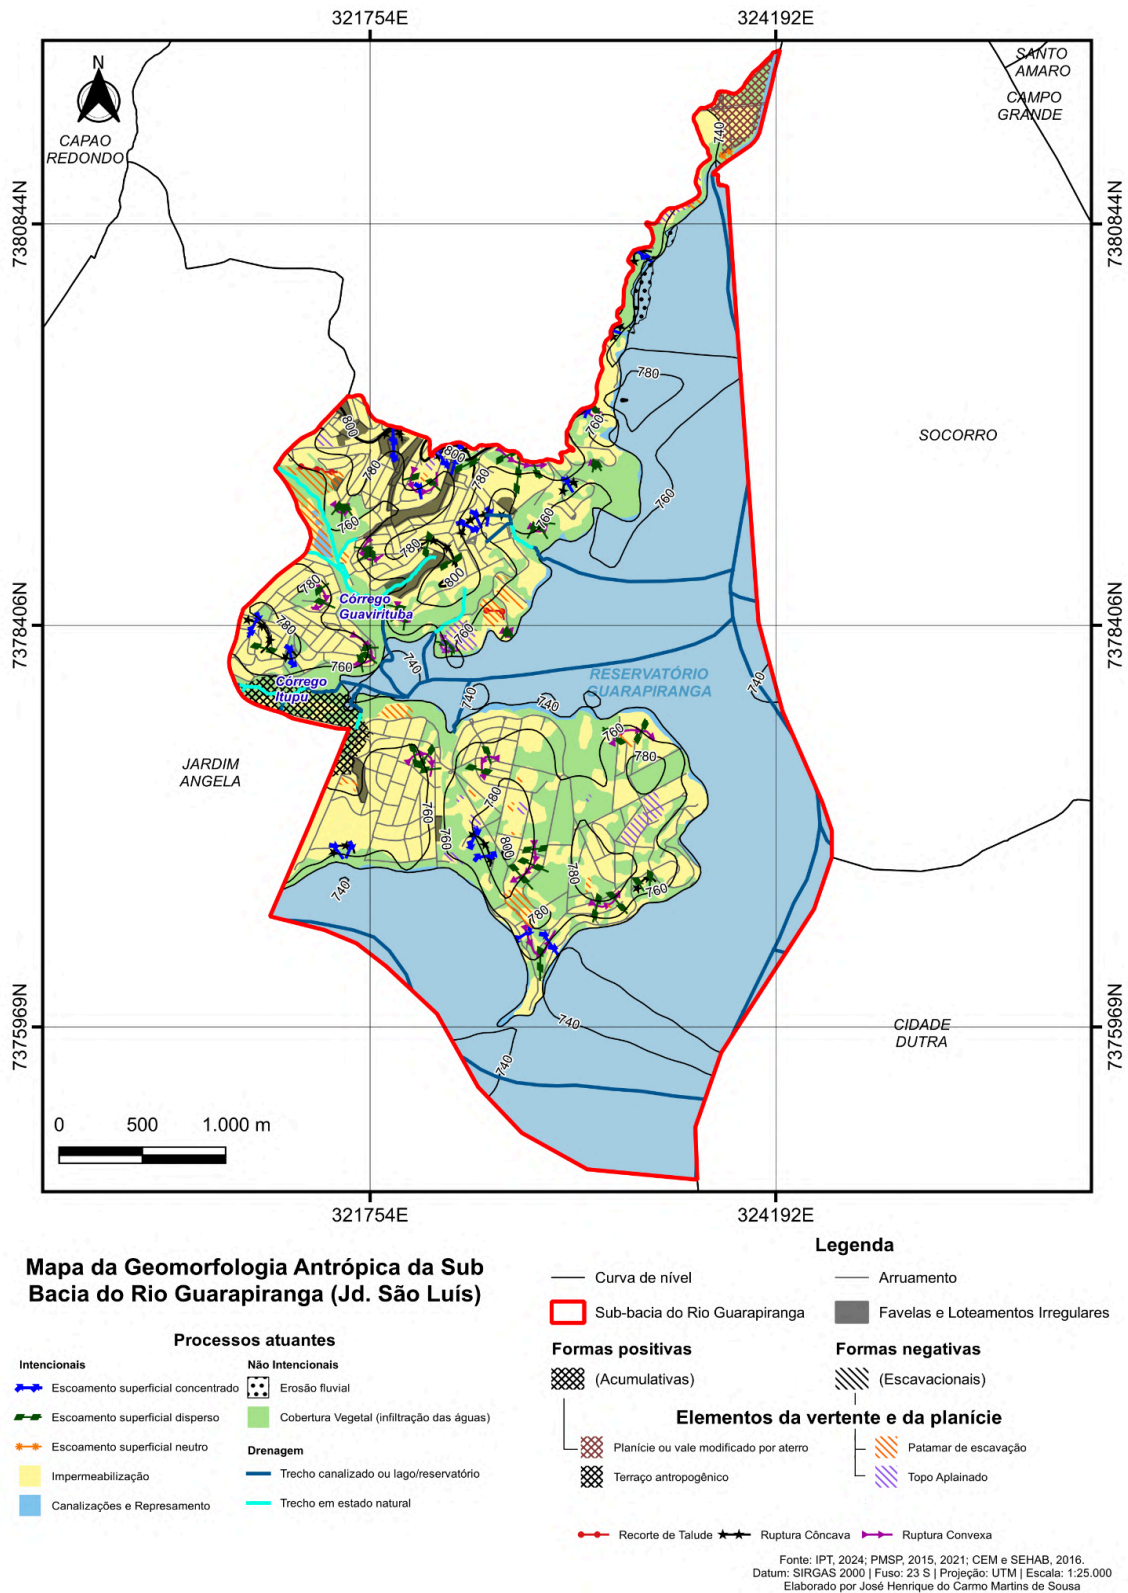 321754E
324192E
N
SANTO
AMARO
CAMPO
GRANDE
CAPAO
REDONDO
740
7380844N
7380844N
780
760
SOCORRO
800
800
780
780
760
760
760
780
800
780
Córrego
Guavirituba
780
760
7378406N
7378406N
760
740
RESERVATÓRIO
GUARAPIRANGA
740
Córrego
Itupu
740
740
JARDIM
ANGELA
760
780
780
760
760
800
780
760
740
780
7375969N
7375969N
740
CIDADE
DUTRA
740
0 500 1.000 m
321754E
324192E
Mapa da Geomorfologia Antrópica da Sub
Bacia do Rio Guarapiranga (Jd. São Luís)
Processos atuantes
Intencionais
Escoamento superficial concentrado
Escoamento superficial disperso
Escoamento superficial neutro
Impermeabilização
Canalizações e Represamento
Não Intencionais
Erosão fluvial
Cobertura Vegetal (infiltração das águas)
Drenagem
Trecho canalizado ou lago/reservatório
Trecho em estado natural
Legenda
Curva de nível
Arruamento
Sub-bacia do Rio Guarapiranga
Favelas e Loteamentos Irregulares
Formas positivas
Formas negativas
(Acumulativas)
(Escavacionais)
Elementos da vertente e da planície
Planície ou vale modificado por aterro
Patamar de escavação
Terraço antropogênico
Topo Aplainado
Recorte de Talude
Ruptura Côncava
Ruptura Convexa
Fonte: IPT, 2024; PMSP, 2015, 2021; CEM e SEHAB, 2016.
Datum: SIRGAS 2000 | Fuso: 23 S | Projeção: UTM | Escala: 1:25.000
Elaborado por José Henrique do Carmo Martins de Sousa